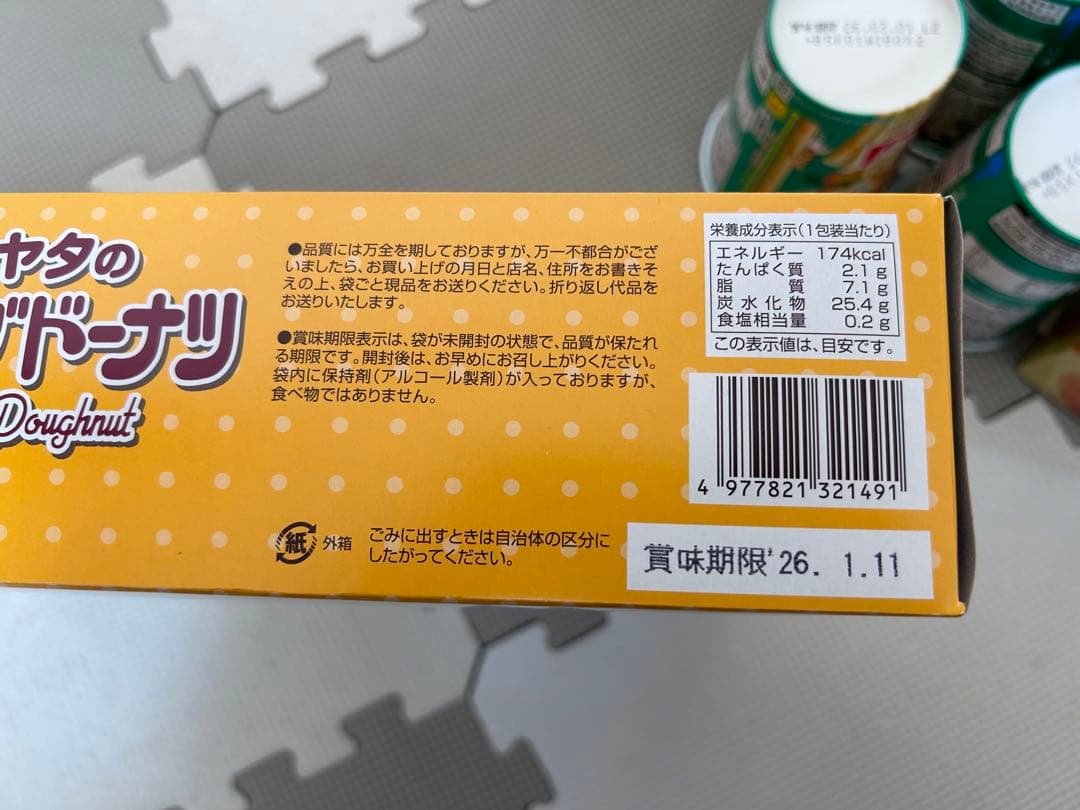 賞味期限 26.02.01 L2
ヤタの
ドーナツ
Doughnut
●品質には万全を期しておりますが、万一不都合がござ
いましたら、お買い上げの月日と店名、住所をお書きそ
えの上、袋ごと現品をお送りください。折り返し代品を
お送りいたします。
●賞味期限表示は、袋が未開封の状態で、品質が保たれ
る期限です。開封後は、お早めにお召し上がりください。
袋内に保持剤(アルコール製剤)が入っておりますが、
食べ物ではありません。
紙 外箱
ごみに出すときは自治体の区分に
したがってください。
栄養成分表示(1包装当たり)
エネルギー 174kcal
たんぱく質 2.1g
脂質 7.1g
炭水化物 25.4g
食塩相当量 0.2g
この表示値は、目安です。
4 977821 321491
賞味期限'26. 1.11